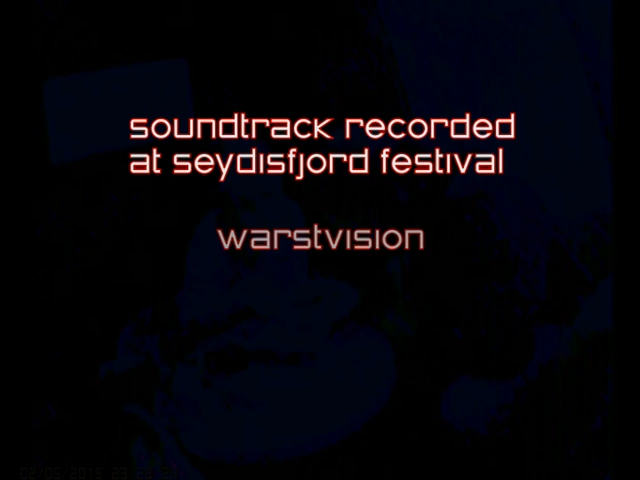 soundtrack recorded
at seydisfjord festival
warstvision